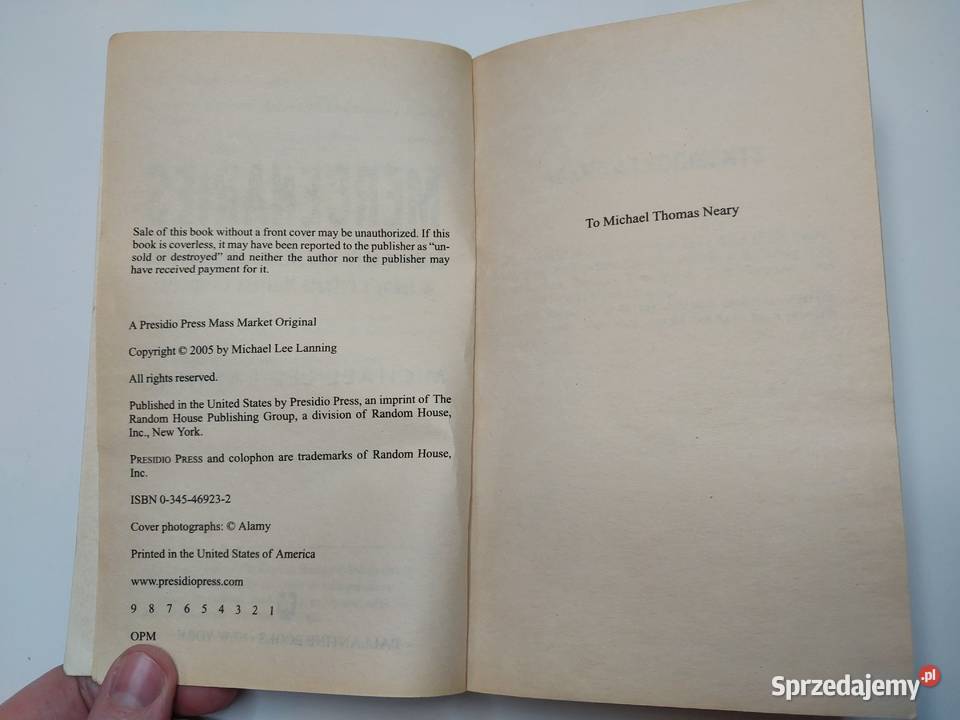 Sale of this book without a front cover may be unauthorized. If this
book is coverless, it may have been reported to the publisher as “un-
sold or destroyed” and neither the author nor the publisher may
have received payment for it.
A Presidio Press Mass Market Original
Copyright © 2005 by Michael Lee Lanning
All rights reserved.
Published in the United States by Presidio Press, an imprint of The
Random House Publishing Group, a division of Random House,
Inc., New York.
PRESIDIO PRESS and colophon are trademarks of Random House,
Inc.
ISBN 0-345-46923-2
Cover photographs: © Alamy
Printed in the United States of America
www.presidiopress.com
9 8 7 6 5 4 3 2 1
OPM
To Michael Thomas Neary
Sprzedajemy.pl